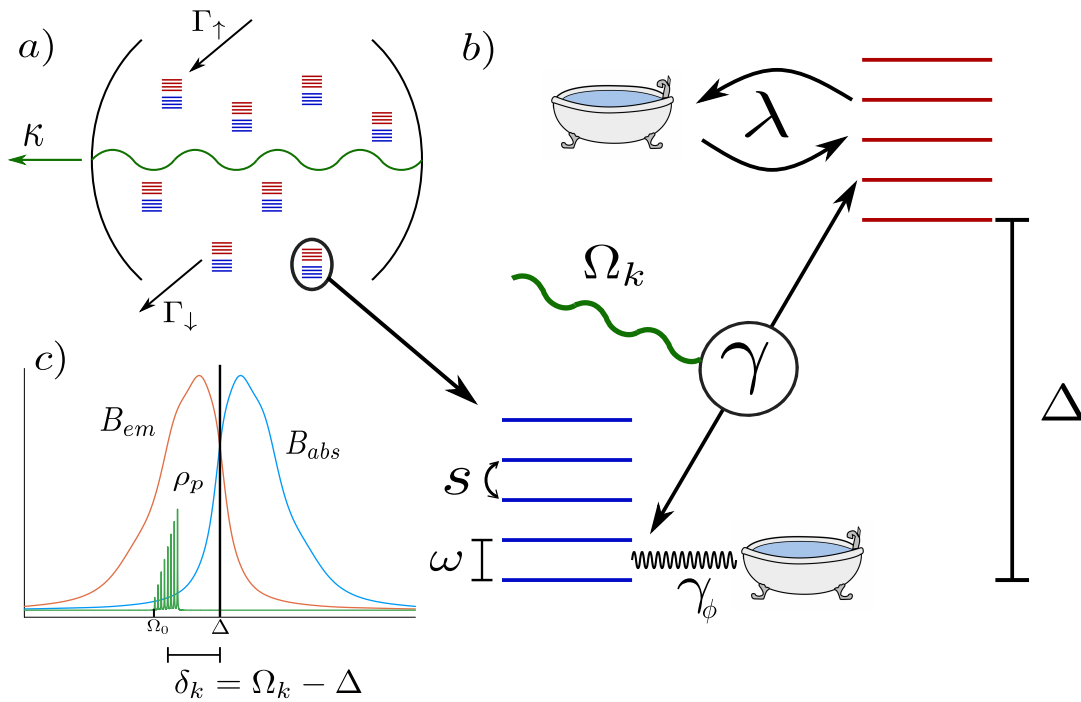 a)
Γ↑
κ
Γ↓
b)
λ
Ω_k
γ
Δ
s
ω
γ_ϕ
c)
B_em
B_abs
ρ_p
Ω_0
Δ
δ_k = Ω_k − Δ